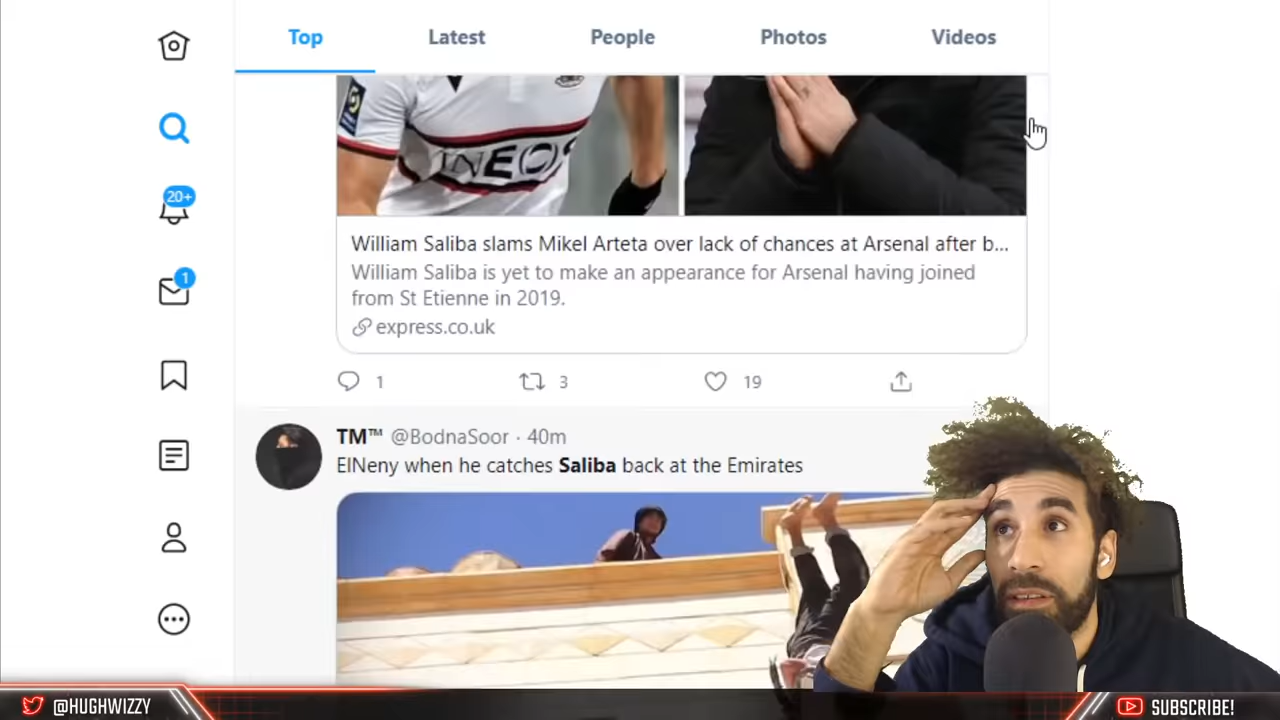 Top Latest People Photos Videos
INEOS
20+
William Saliba slams Mikel Arteta over lack of chances at Arsenal after b...
1
William Saliba is yet to make an appearance for Arsenal having joined
from St Etienne in 2019.
express.co.uk
1 3 19
TM™ @BodnaSoor · 40m
ElNeny when he catches Saliba back at the Emirates
@HUGHWIZZY
SUBSCRIBE!